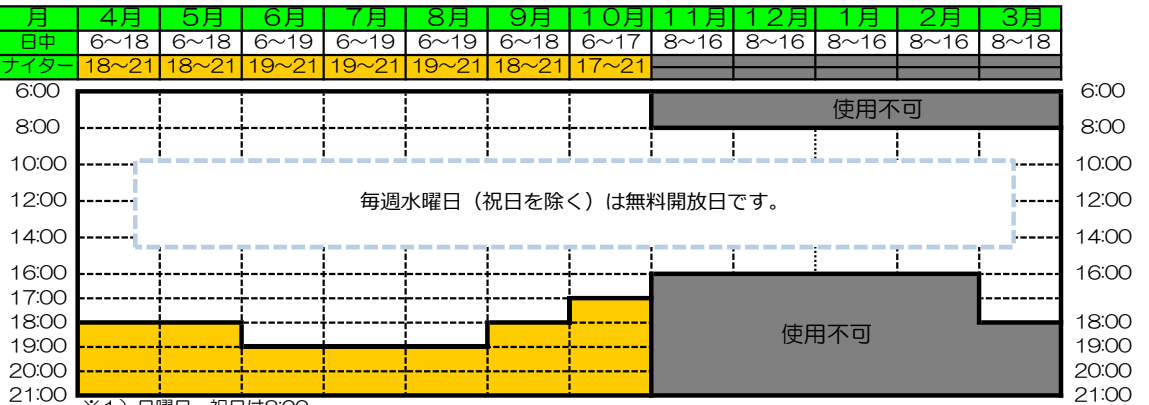 月 4月 5月 6月 7月 8月 9月 10月 11月 12月 1月 2月 3月
日中 6～18 6～18 6～19 6～19 6～19 6～18 6～17 8～16 8～16 8～16 8～16 8～18
ナイター 18～21 18～21 19～21 19～21 19～21 18～21 17～21
6:00 使用不可 6:00
8:00 8:00
10:00 10:00
12:00 毎週水曜日（祝日を除く）は無料開放日です。 12:00
14:00 14:00
16:00 16:00
17:00
18:00 使用不可 18:00
19:00 19:00
20:00 20:00
21:00 21:00